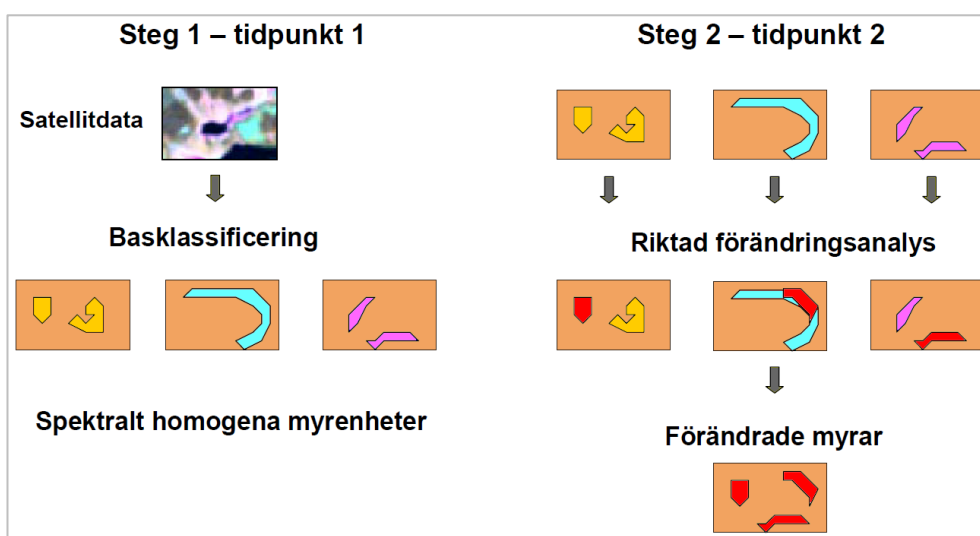 Steg 1 – tidpunkt 1
Satellitdata
Basklassificering
Spektralt homogena myrenheter
Steg 2 – tidpunkt 2
Riktad förändringsanalys
Förändrade myrar